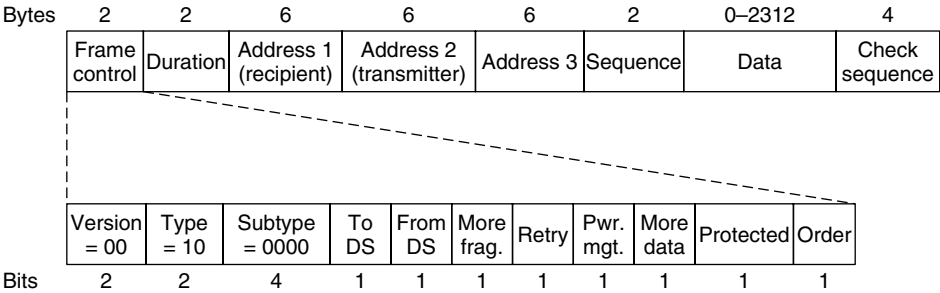 Bytes 2 2 6 6 6 2 0–2312 4
Frame control Duration Address 1 (recipient) Address 2 (transmitter) Address 3 Sequence Data Check sequence
Version = 00 Type = 10 Subtype = 0000 To DS From DS More frag. Retry Pwr. mgt. More data Protected Order
Bits 2 2 4 1 1 1 1 1 1 1 1